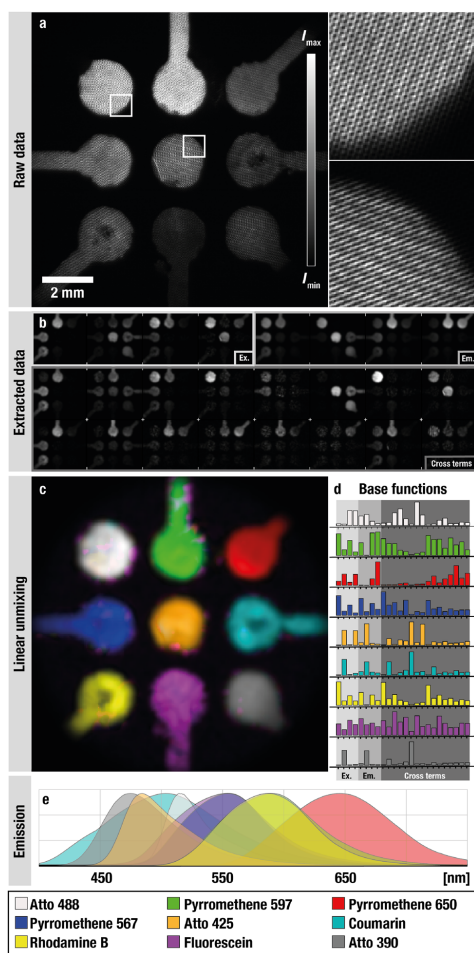 a
I max
Raw data
2 mm
I min
b
Ex.
Em.
Extracted data
Cross terms
c
d Base functions
Linear unmixing
Ex. Em. Cross terms
e
Emission
450 550 650 [nm]
Atto 488 Pyrromethene 597 Pyrromethene 650
Pyrromethene 567 Atto 425 Coumarin
Rhodamine B Fluorescein Atto 390